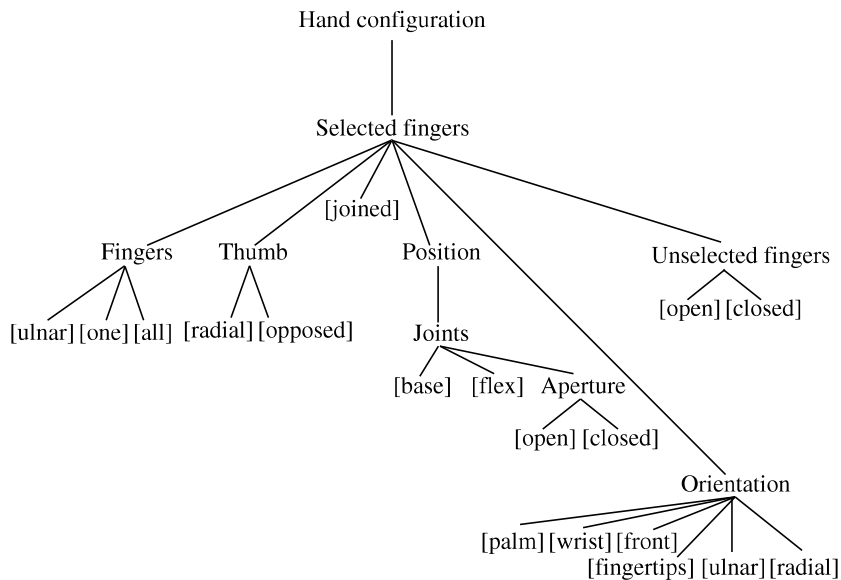 Hand configuration
Selected fingers
[joined]
Fingers Thumb Position Unselected fingers
[open] [closed]
[ulnar] [one] [all] [radial] [opposed] Joints
[base] [flex] Aperture
[open] [closed]
Orientation
[palm] [wrist] [front]
[fingertips] [ulnar] [radial]